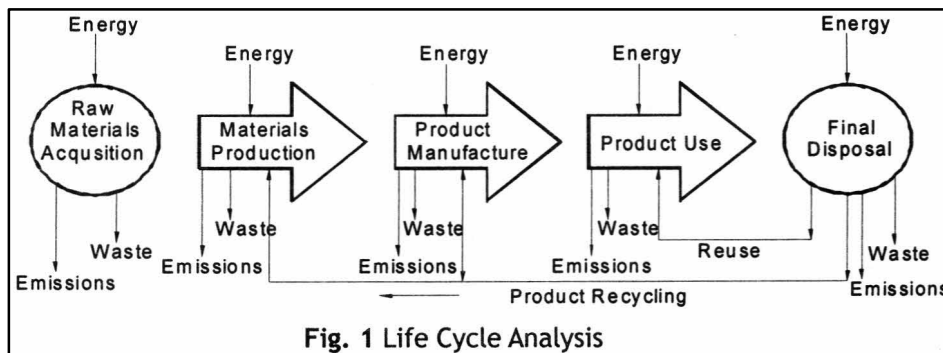 Energy
Energy
Energy
Energy
Energy
Raw
Materials
Acqusition
Materials
Production
Product
Manufacture
Product Use
Final
Disposal
Waste
Emissions
Waste
Emissions
Waste
Emissions
Waste
Emissions
Reuse
Waste
Emissions
Product Recycling
Fig. 1 Life Cycle Analysis